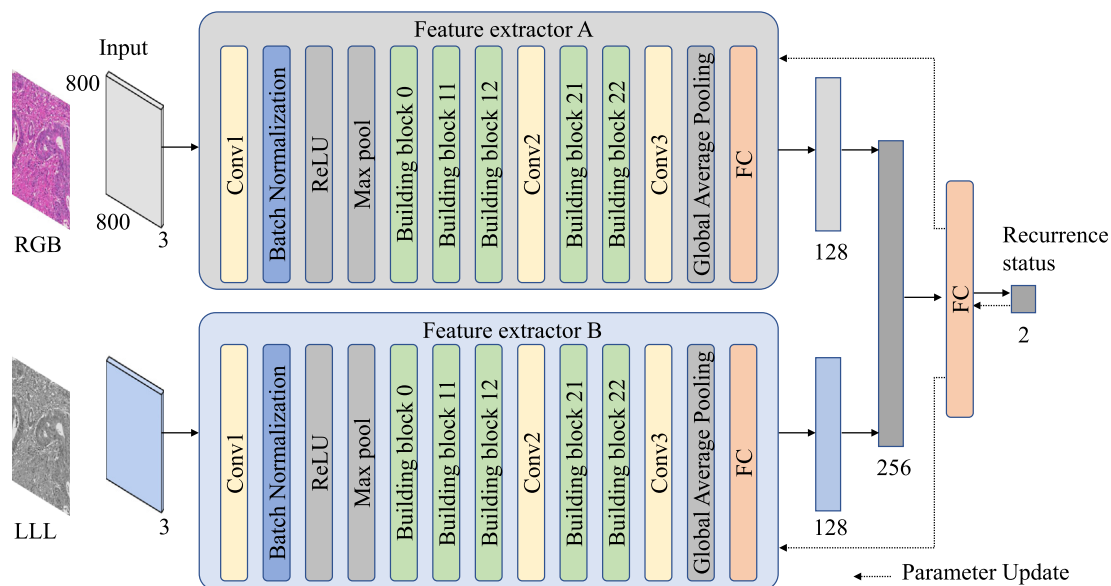 Feature extractor A
Input
800
800
3
RGB
Conv1
Batch Normalization
ReLU
Max pool
Building block 0
Building block 11
Building block 12
Conv2
Building block 21
Building block 22
Conv3
Global Average Pooling
FC
128
Recurrence
status
FC
2
256
Feature extractor B
3
LLL
Conv1
Batch Normalization
ReLU
Max pool
Building block 0
Building block 11
Building block 12
Conv2
Building block 21
Building block 22
Conv3
Global Average Pooling
FC
128
Parameter Update